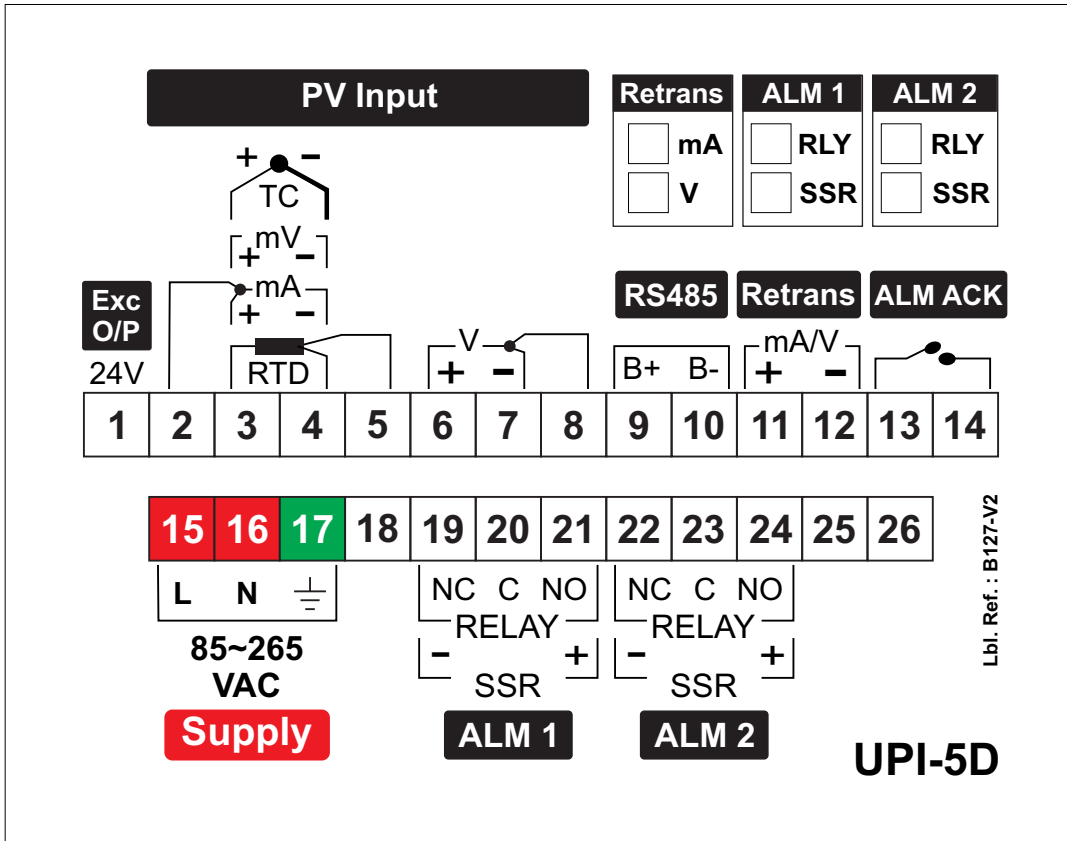 PV Input
Retrans ALM 1 ALM 2
mA RLY RLY
V SSR SSR
+ -
TC
mV
+ -
mA
+ -
Exc
O/P
24V
RTD
V
+ -
RS485 Retrans ALM ACK
B+ B-
mA/V
+ -
1 2 3 4 5 6 7 8 9 10 11 12 13 14
15 16 17 18 19 20 21 22 23 24 25 26
L N
85~265
VAC
Supply
NC C NO
RELAY
- +
SSR
ALM 1
NC C NO
RELAY
- +
SSR
ALM 2
Lbl. Ref. : B127-V2
UPI-5D